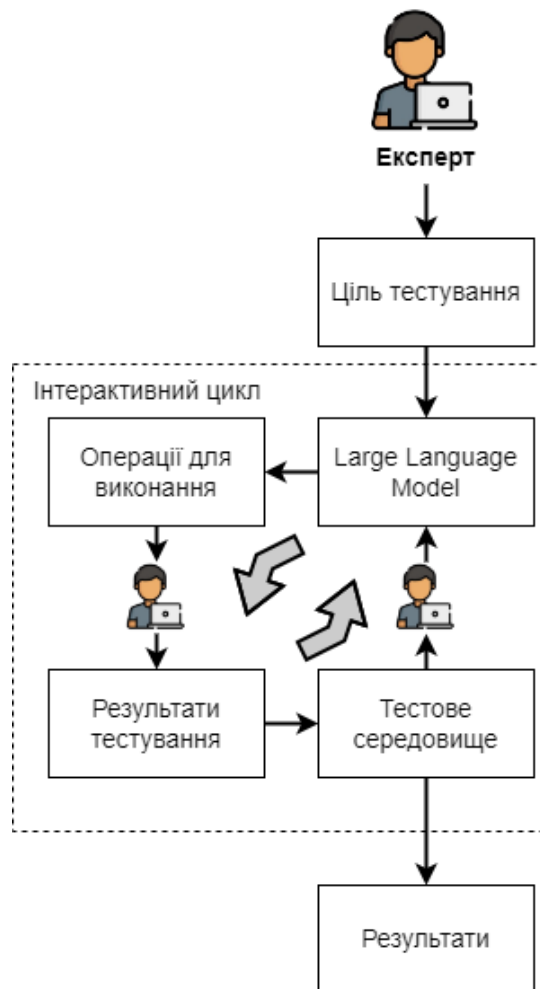 Експерт
Ціль тестування
Інтерактивний цикл
Операції для
виконання
Large Language
Model
Результати
тестування
Тестове
середовище
Результати